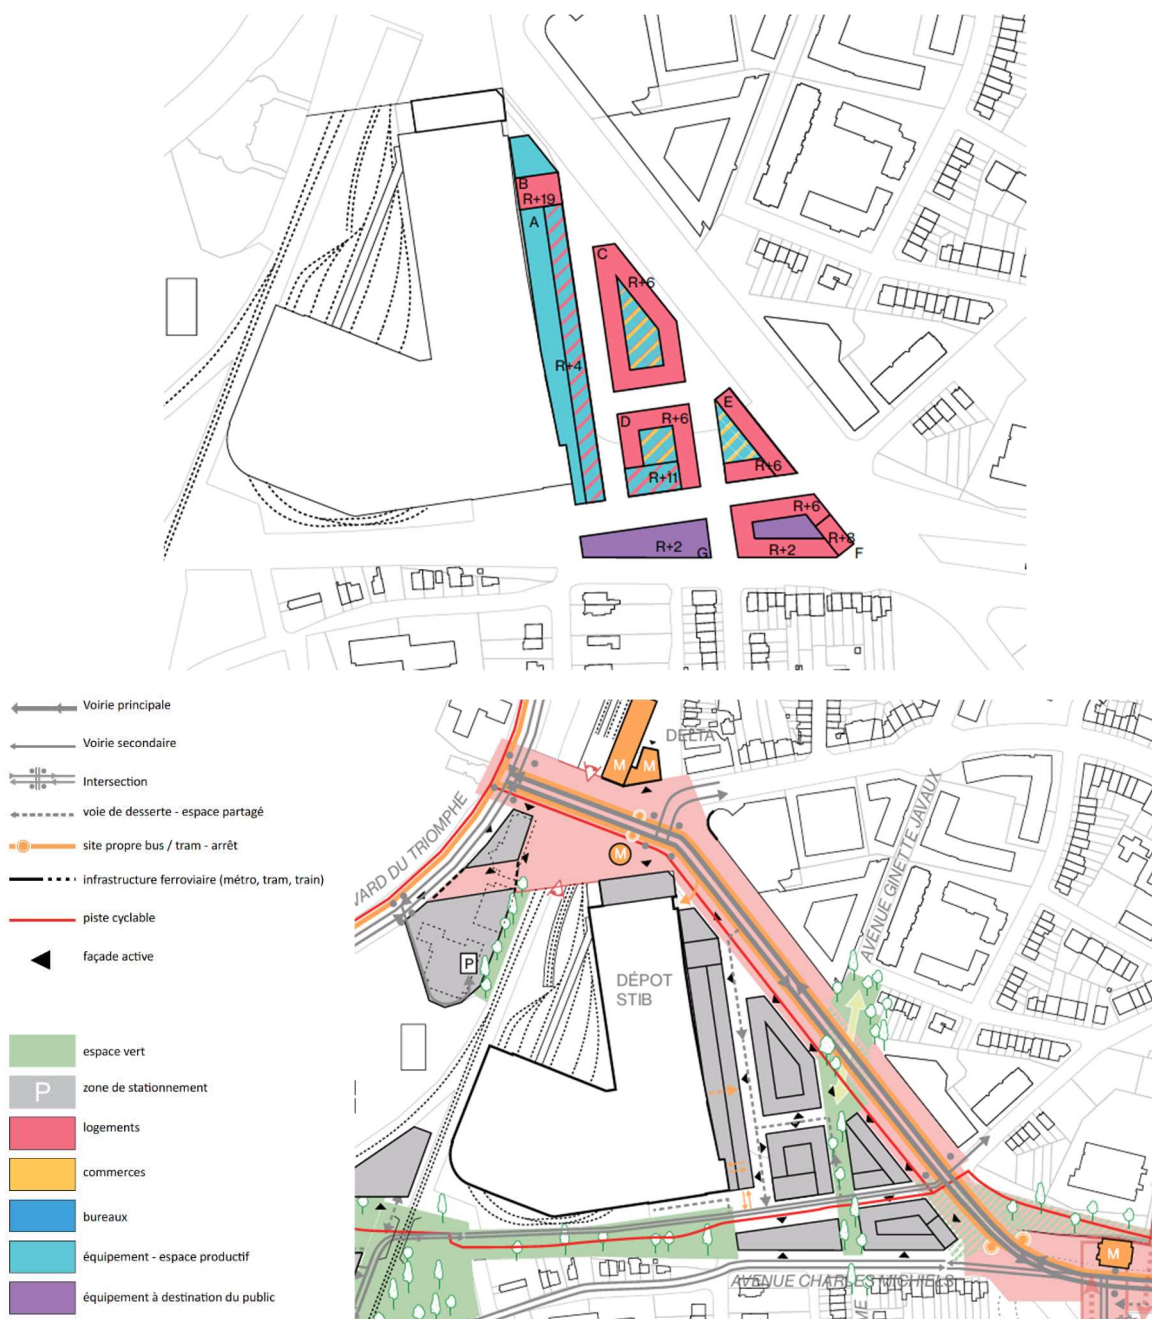 B
R+19
A
C
R+6
R+4
E
D
R+6
R+6
R+11
R+6
R+8
R+2
R+2
G
F
Voirie principale
Voirie secondaire
Intersection
voie de desserte - espace partagé
site propre bus / tram - arrêt
infrastructure ferroviaire (métro, tram, train)
piste cyclable
façade active
espace vert
P
zone de stationnement
logements
commerces
bureaux
équipement - espace productif
équipement à destination du public
DELTA
M
M
M
VARD DU TRIOMPHE
AVENUE GINETTE JAVAUX
P
DÉPOT
STIB
M
AVENUE CHARLES MICHIELS
ME